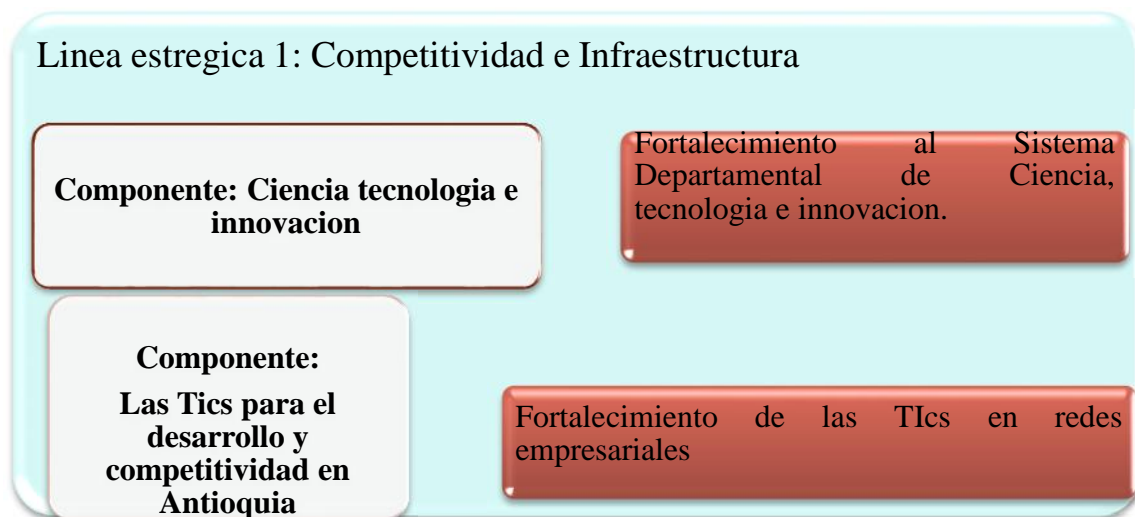 Linea estregica 1: Competitividad e Infraestructura
Componente: Ciencia tecnologia e
innovacion
Fortalecimiento al Sistema
Departamental de Ciencia,
tecnologia e innovacion.
Componente:
Las Tics para el
desarrollo y
competitividad en
Antioquia
Fortalecimiento de las TIcs en redes
empresariales